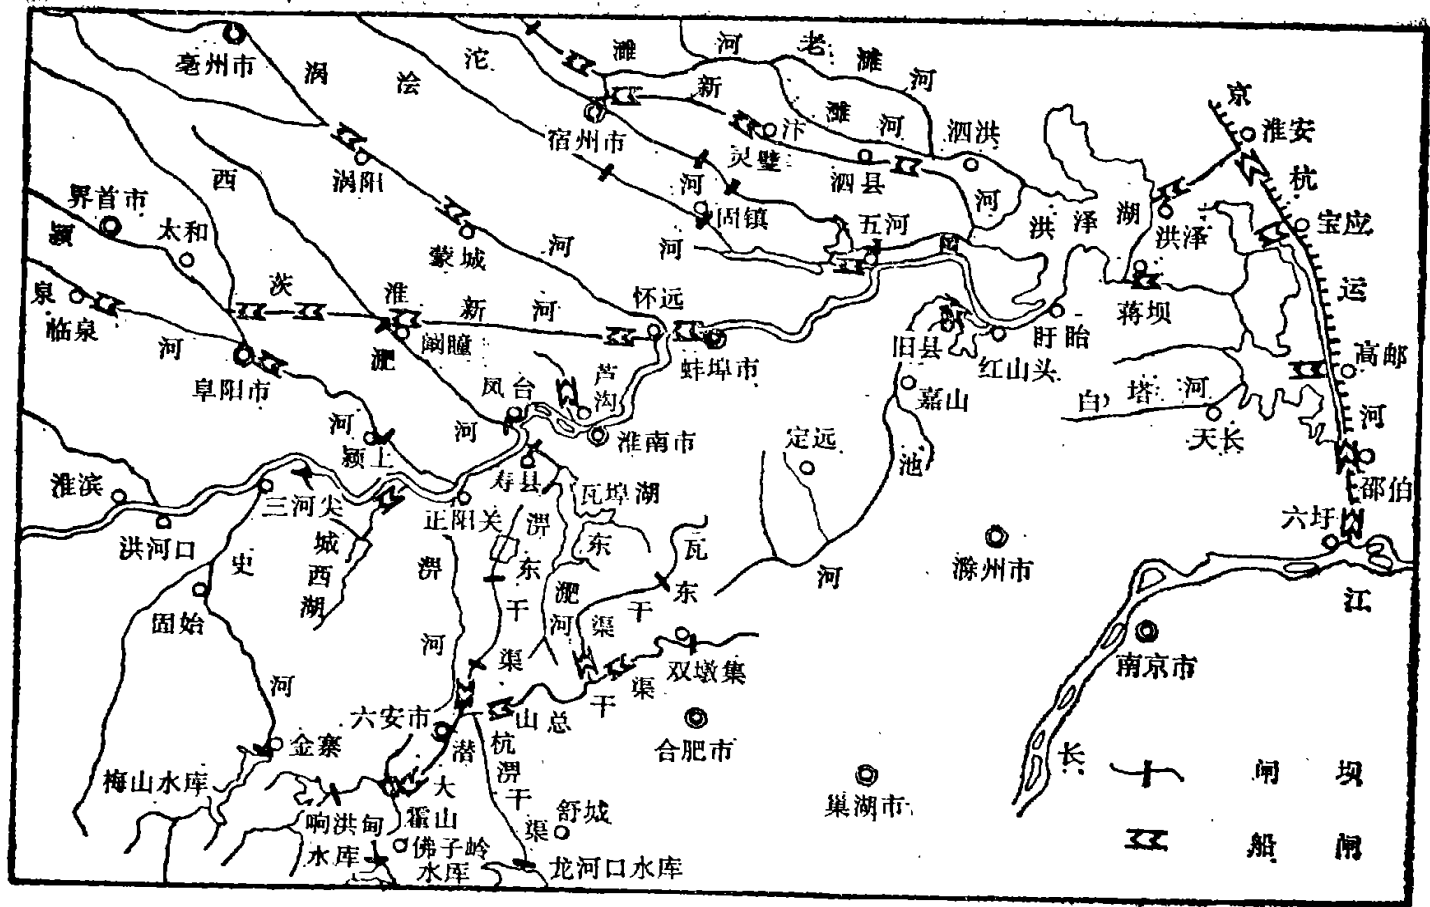 亳州市
涡
浍
沱
濉
河
老
濉
河
新
濉
河
京
淮安
宿州市
汴
灵璧
泗洪
泗县
杭
西
涡阳
界首市
颍
太和
河
固镇
河
五河
河
洪
泽
湖
洪泽
宝应
蒙城
河
泉
临泉
茨
淮
新
河
怀远
运
蒋坝
河
阜阳市
淝
阚瞳
蚌埠市
旧县
红山头
盱眙
高邮
凤台
芦
沟
嘉山
白
塔
河
天长
河
河
颍上
河
淮南市
定远
池
淮滨
三河尖
正阳关
寿县
瓦埠湖
邵伯
六圩
洪河口
城
西
湖
淠
河
淠
东
干
渠
东
淝
河
瓦
东
干
渠
河
滁州市
江
史
固始
双墩集
南京市
河
六安市
山
总
干
渠
合肥市
长
金寨
潜
杭
淠
干
渠
梅山水库
大
巢湖市
闸
坝
响洪甸
水库
霍山
舒城
佛子岭
水库
龙河口水库
船
闸